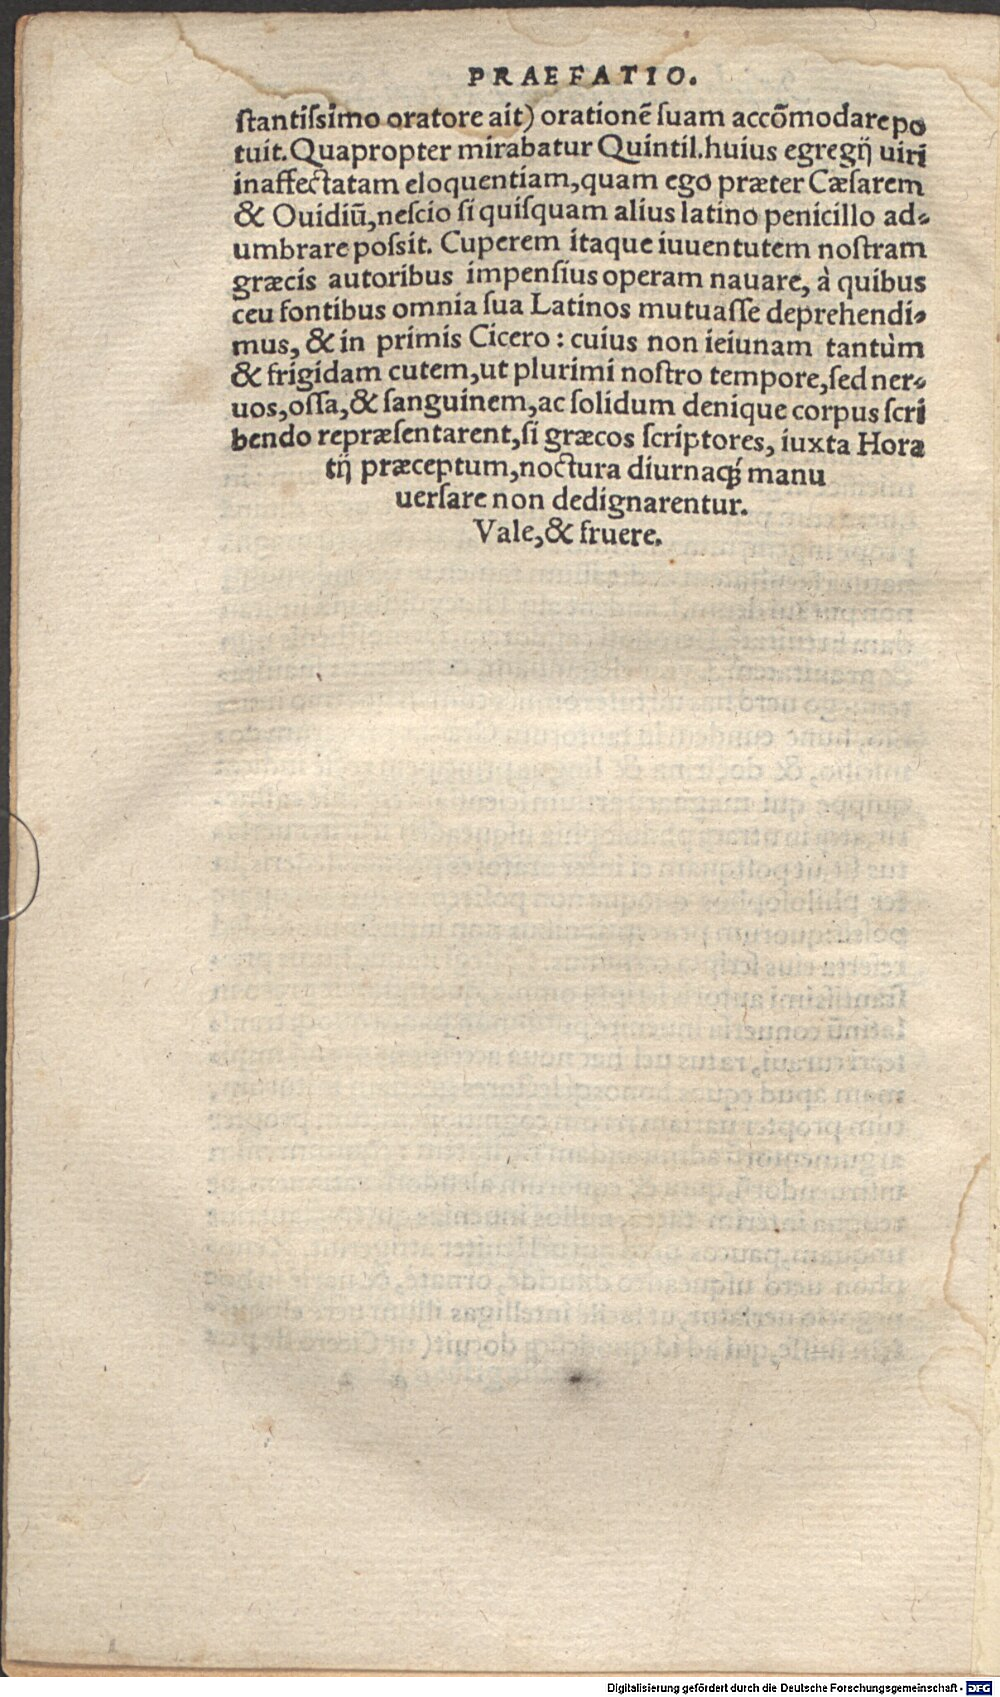 PRAEFATIO.
ſtantiſsimo oratore ait) orationẽ ſuam accõmodare po
tuit. Quapropter mirabatur Quintil. huius egregij uiri
inaffectatam eloquentiam, quam ego præter Cæſarem
& Ouidiũ, neſcio ſi quiſquam alius latino penicillo ad-
umbrare poſsit. Cuperem itaque iuuentutem noſtram
græcis autoribus impenſius operam nauare, à quibus
ceu fontibus omnia ſua Latinos mutuaſſe deprehendi-
mus, & in primis Cicero: cuius non ieiunam tantùm
& frigidam cutem, ut plurimi noſtro tempore, ſed ner-
uos, oſſa, & ſanguinem, ac ſolidum denique corpus ſcri
bendo repræſentarent, ſi græcos ſcriptores, iuxta Hora
tij præceptum, noctura diurnaq́; manu
uerſare non dedignarentur.
Vale, & fruere.
Digitalisierung gefördert durch die Deutsche Forschungsgemeinschaft - DFG